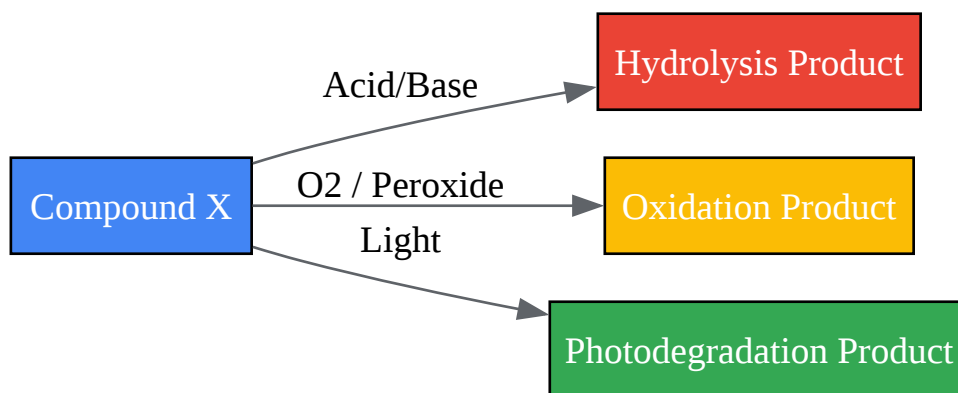 Hydrolysis Product
Acid/Base
Compound X
O2 / Peroxide
Oxidation Product
Light
Photodegradation Product